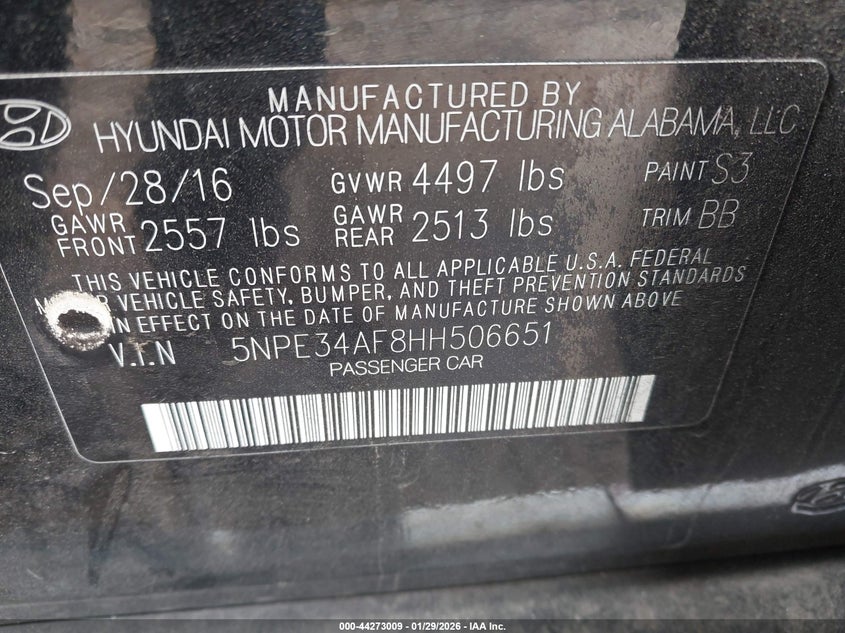 MANUFACTURED BY
HYUNDAI MOTOR MANUFACTURING ALABAMA, LLC
Sep/28/16 GVWR 4497 lbs PAINT S3
GAWR FRONT 2557 lbs GAWR REAR 2513 lbs TRIM BB
THIS VEHICLE CONFORMS TO ALL APPLICABLE U.S.A. FEDERAL
VEHICLE SAFETY, BUMPER, AND THEFT PREVENTION STANDARDS
IN EFFECT ON THE DATE OF MANUFACTURE SHOWN ABOVE
V.I.N 5NPE34AF8HH506651
PASSENGER CAR
000-44273009 - 01/29/2026 - IAA Inc.